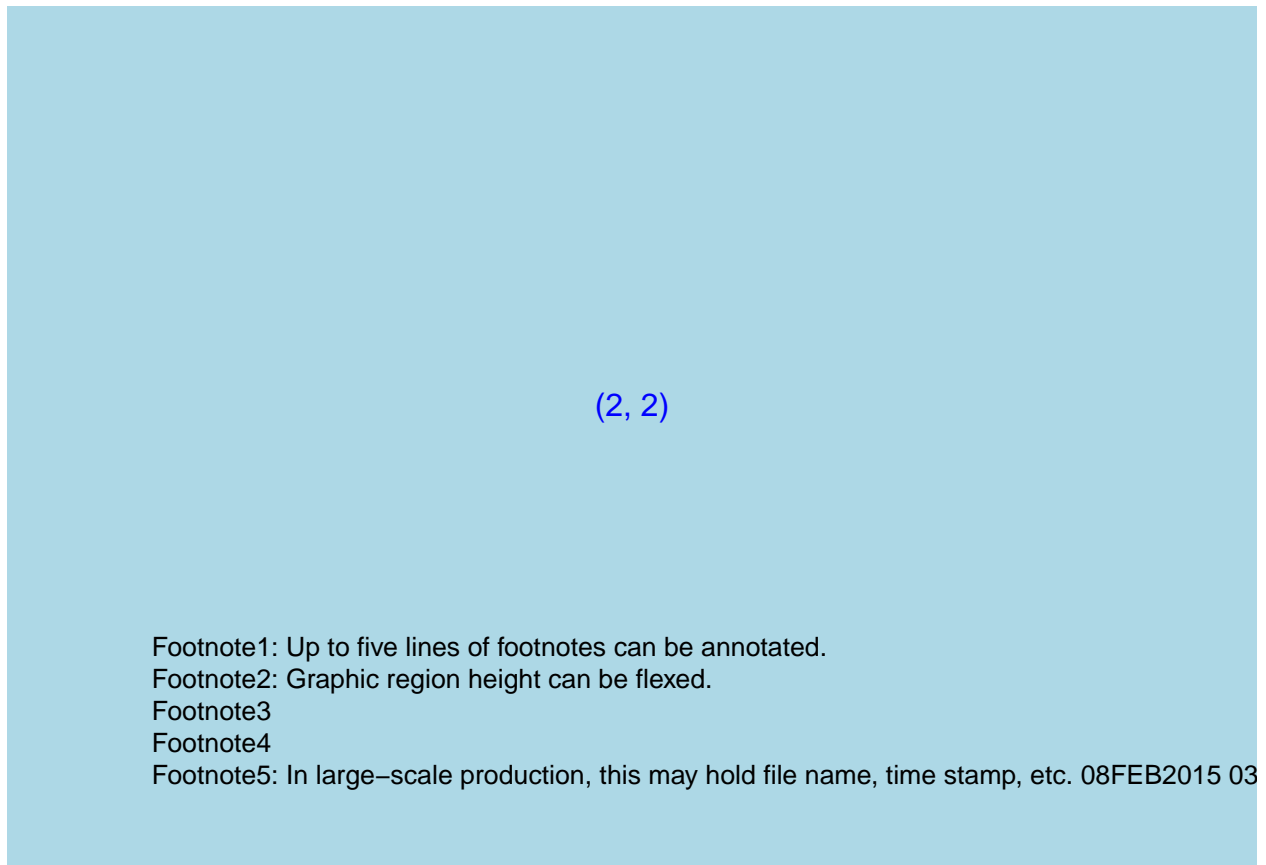 (2, 2)
Footnote1: Up to five lines of footnotes can be annotated.
Footnote2: Graphic region height can be flexed.
Footnote3
Footnote4
Footnote5: In large−scale production, this may hold file name, time stamp, etc. 08FEB2015 03